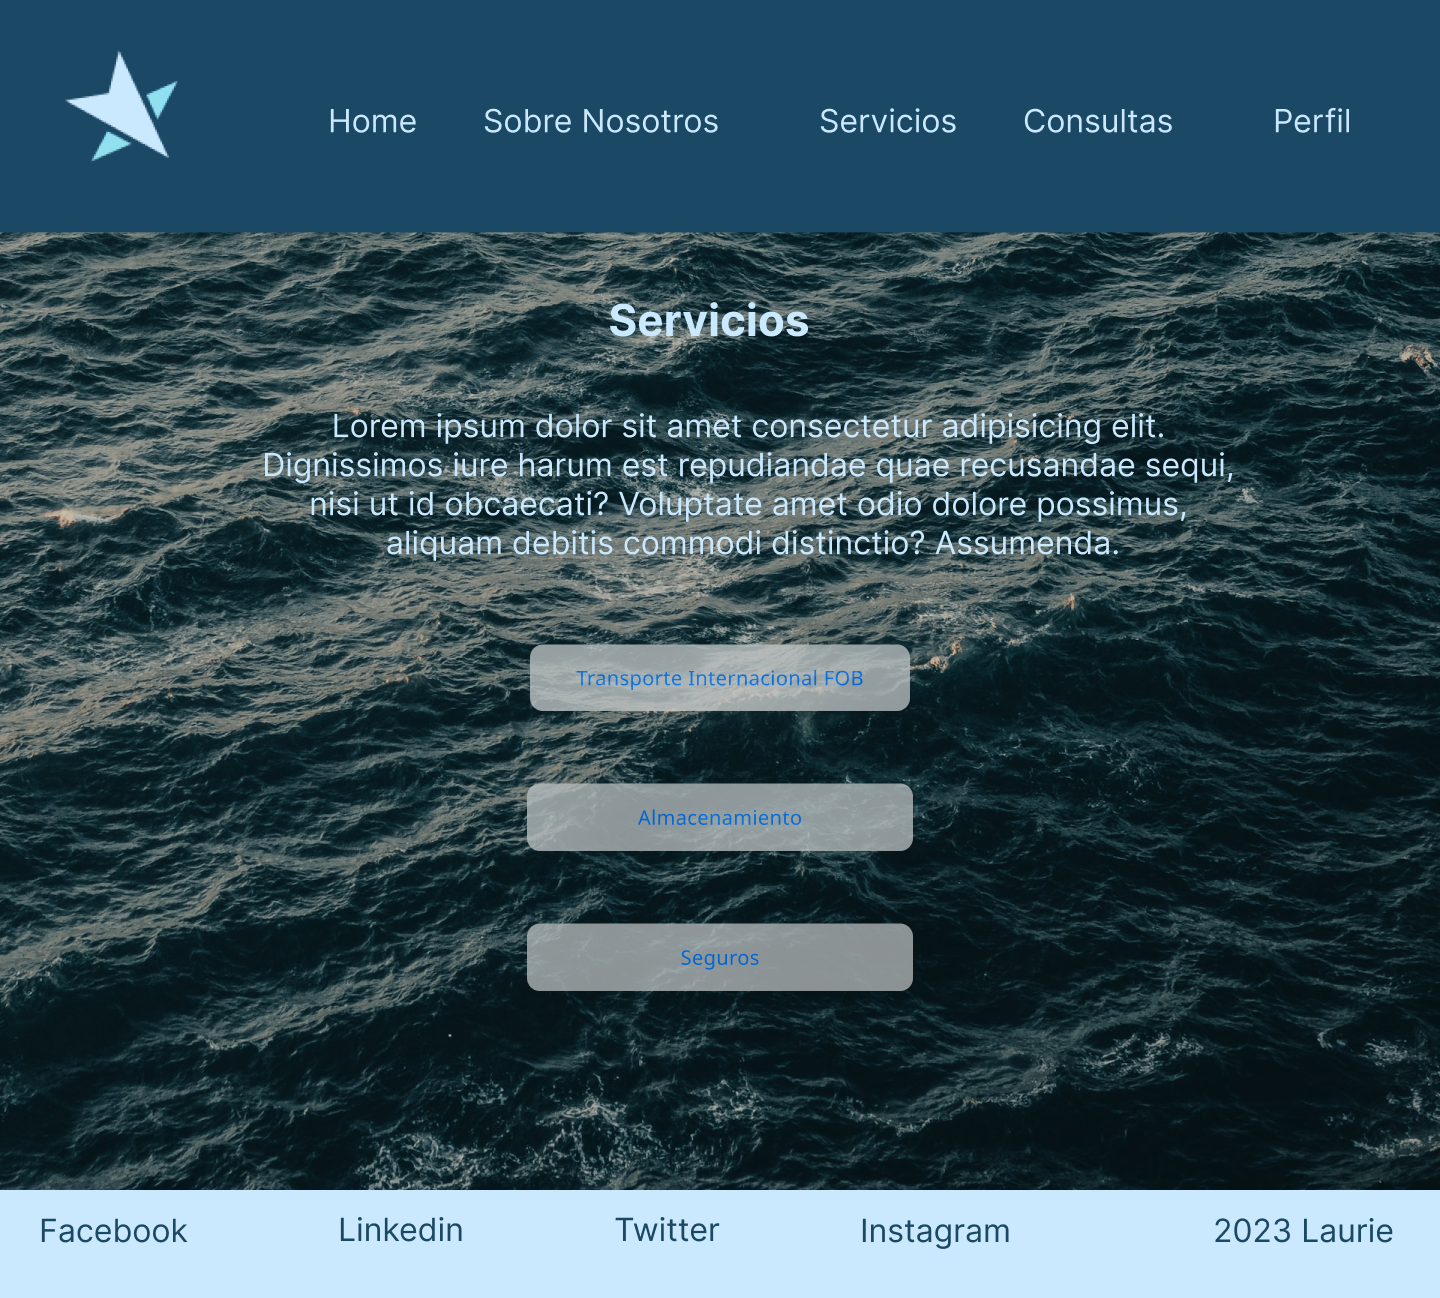 Home Sobre Nosotros Servicios Consultas Perfil
Servicios
Lorem ipsum dolor sit amet consectetur adipisicing elit.
Dignissimos iure harum est repudiandae quae recusandae sequi,
nisi ut id obcaecati? Voluptate amet odio dolore possimus,
aliquam debitis commodi distinctio? Assumenda.
Transporte Internacional FOB
Almacenamiento
Seguros
Facebook Linkedin Twitter Instagram 2023 Laurie